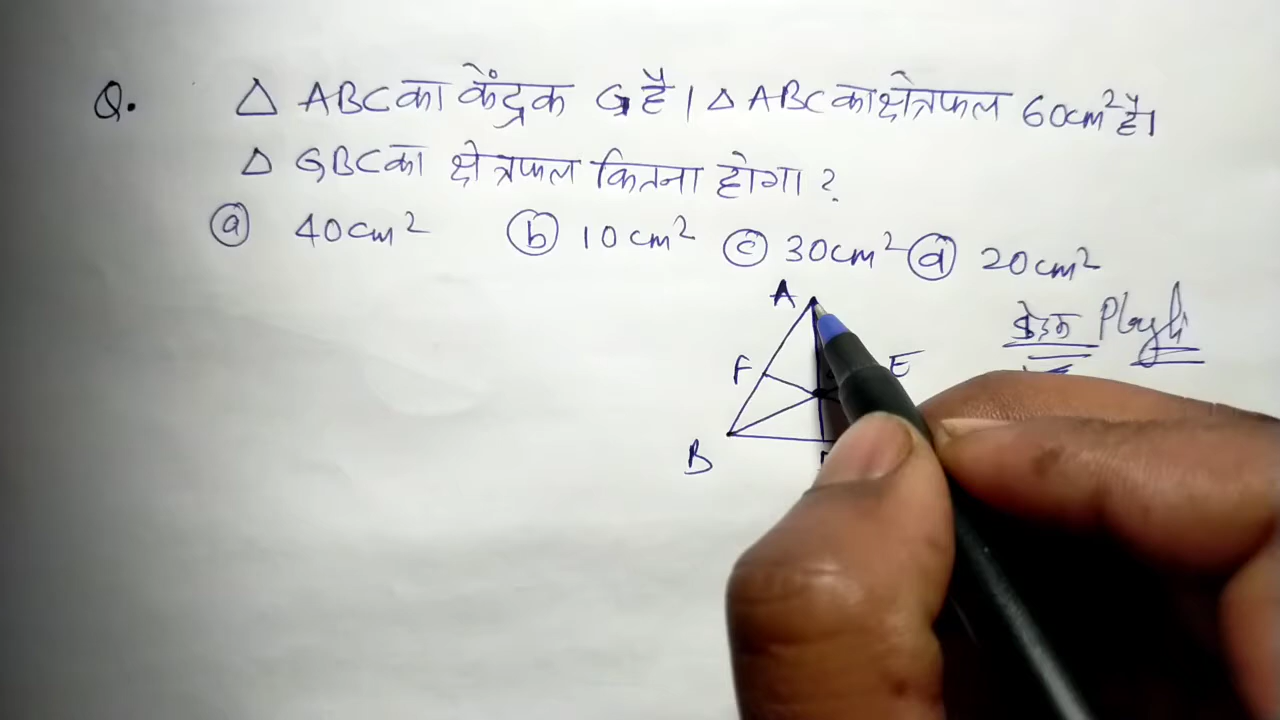 Q. △ ABC का केंद्रक G है। △ ABC का क्षेत्रफल 60cm² है।
△ GBC का क्षेत्रफल कितना होगा ?
ⓐ 40cm² ⓑ 10cm² ⓒ 30cm² ⓓ 20cm²
A
F E
B